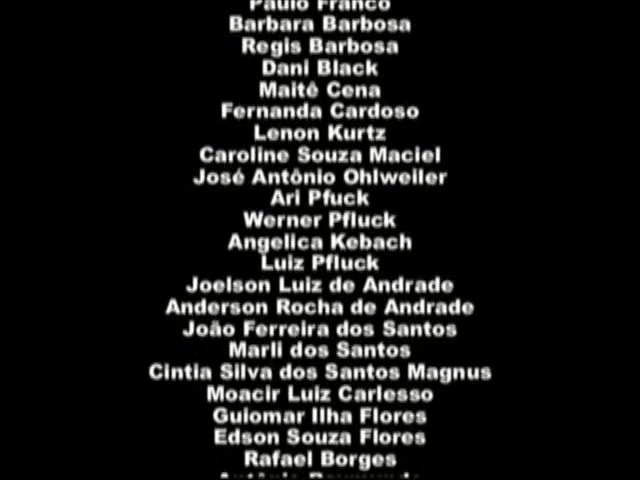 Paulo Franco
Barbara Barbosa
Regis Barbosa
Dani Black
Maitê Cena
Fernanda Cardoso
Lenon Kurtz
Caroline Souza Maciel
José Antônio Ohlweiler
Ari Pfuck
Werner Pfluck
Angelica Kebach
Luiz Pfluck
Joelson Luiz de Andrade
Anderson Rocha de Andrade
João Ferreira dos Santos
Marli dos Santos
Cintia Silva dos Santos Magnus
Moacir Luiz Carlesso
Guiomar Ilha Flores
Edson Souza Flores
Rafael Borges